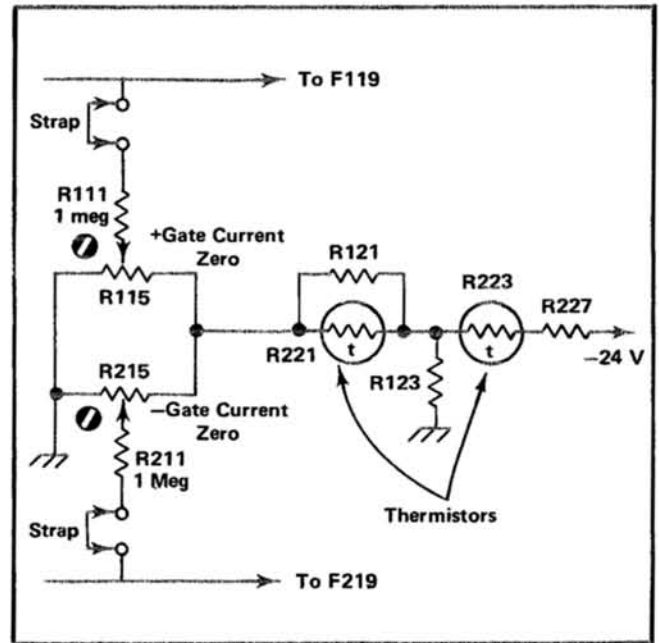 To F119
Strap
R111
1 meg
+Gate Current
Zero
R115
R121
R223
R227
R221
t
t
−24 V
R215
R123
−Gate Current
Zero
R211
1 Meg
Thermistors
Strap
To F219